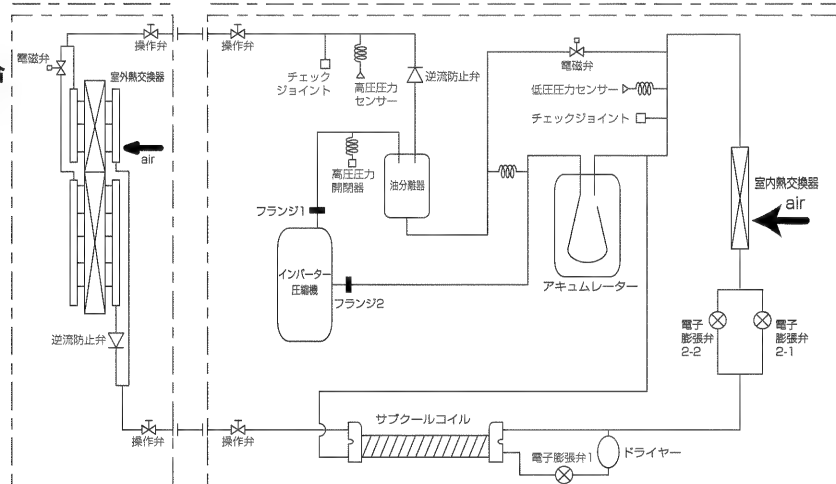 操作弁
操作弁
電磁弁
室外熱交換器
air
チェック
ジョイント
高圧圧力
センサー
逆流防止弁
電磁弁
低圧圧力センサー
チェックジョイント
高圧圧力
開閉器
油分離器
室内熱交換器
air
フランジ1
インバーター
圧縮機
フランジ2
アキュムレーター
逆流防止弁
電子
膨張弁
2-2
電子
膨張弁
2-1
操作弁
操作弁
サブクールコイル
電子膨張弁1
ドライヤー